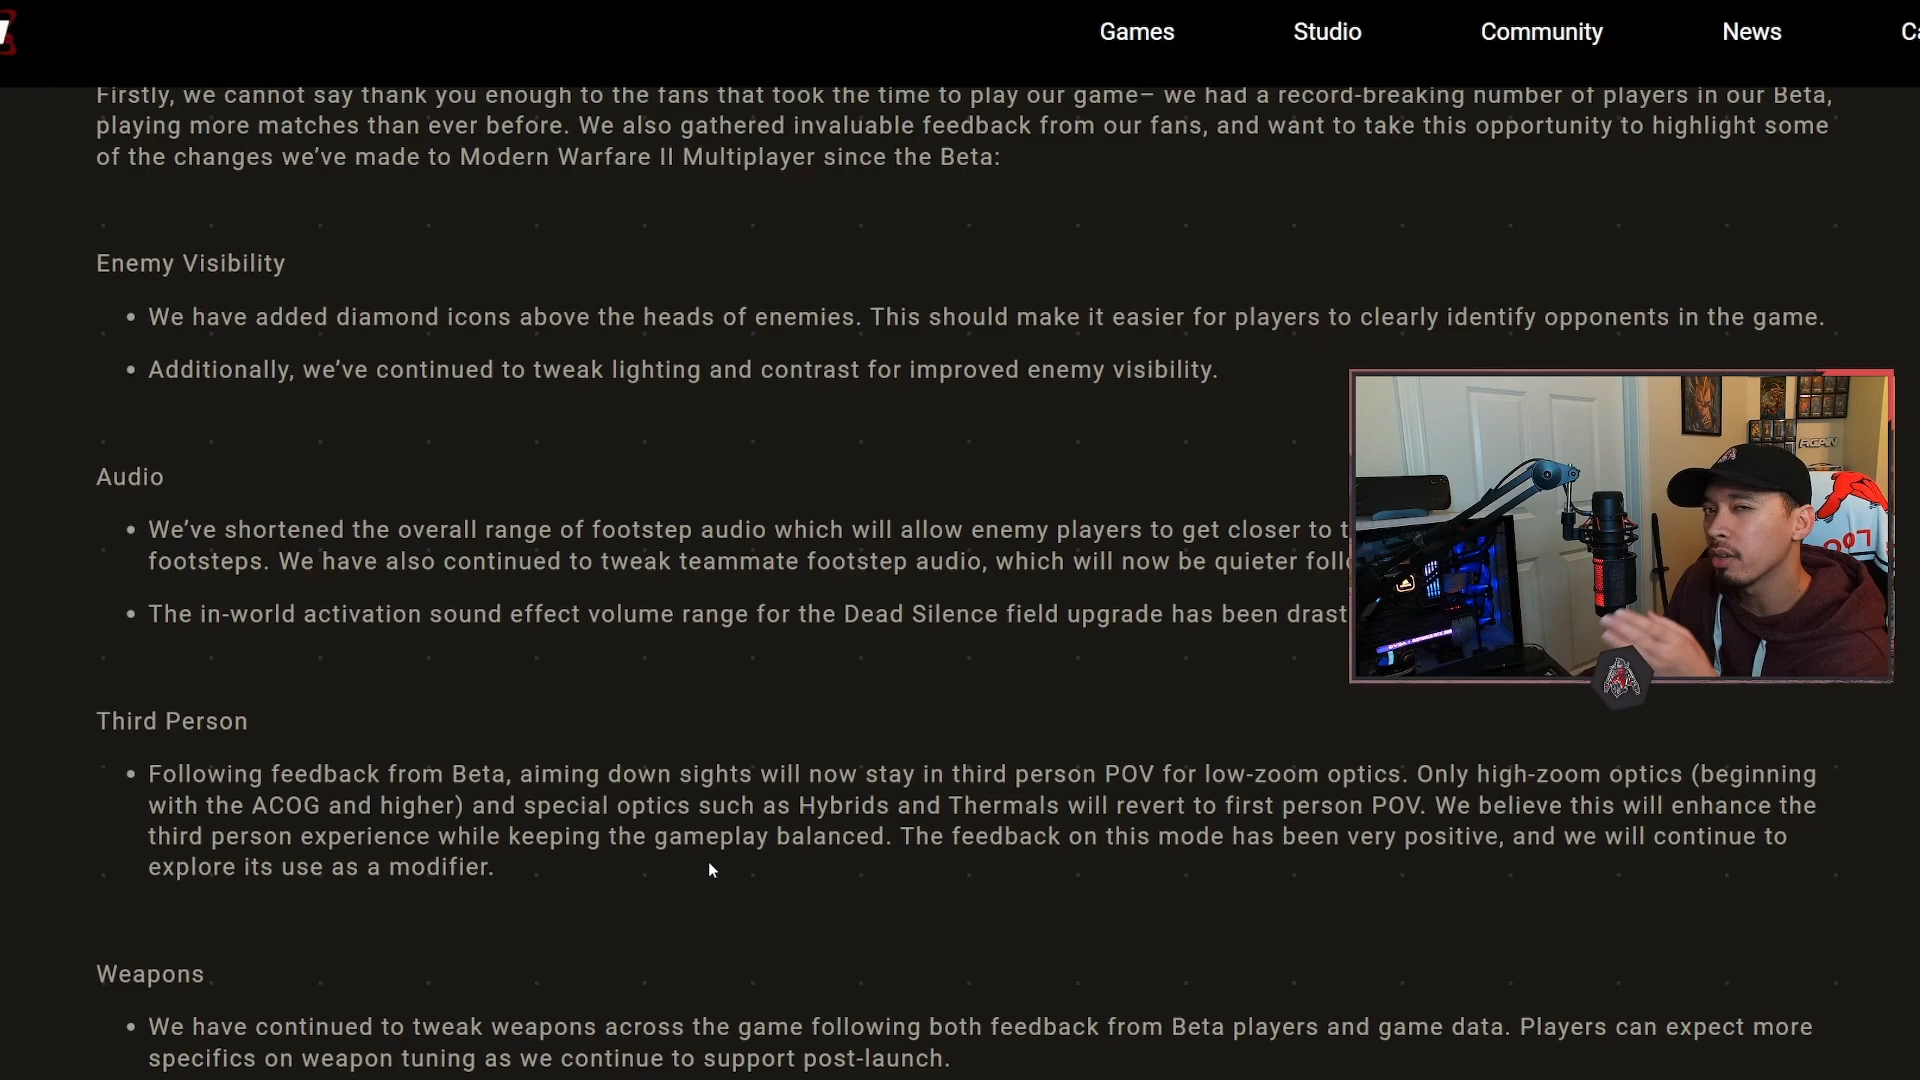 Games Studio Community News
Firstly, we cannot say thank you enough to the fans that took the time to play our game– we had a record-breaking number of players in our Beta,
playing more matches than ever before. We also gathered invaluable feedback from our fans, and want to take this opportunity to highlight some
of the changes we’ve made to Modern Warfare II Multiplayer since the Beta:
Enemy Visibility
• We have added diamond icons above the heads of enemies. This should make it easier for players to clearly identify opponents in the game.
• Additionally, we’ve continued to tweak lighting and contrast for improved enemy visibility.
Audio
• We’ve shortened the overall range of footstep audio which will allow enemy players to get closer to
footsteps. We have also continued to tweak teammate footstep audio, which will now be quieter
• The in-world activation sound effect volume range for the Dead Silence field upgrade has been
Third Person
• Following feedback from Beta, aiming down sights will now stay in third person POV for low-zoom optics. Only high-zoom optics (beginning
with the ACOG and higher) and special optics such as Hybrids and Thermals will revert to first person POV. We believe this will enhance the
third person experience while keeping the gameplay balanced. The feedback on this mode has been very positive, and we will continue to
explore its use as a modifier.
Weapons
• We have continued to tweak weapons across the game following both feedback from Beta players and game data. Players can expect more
specifics on weapon tuning as we continue to support post-launch.
FiGPiN